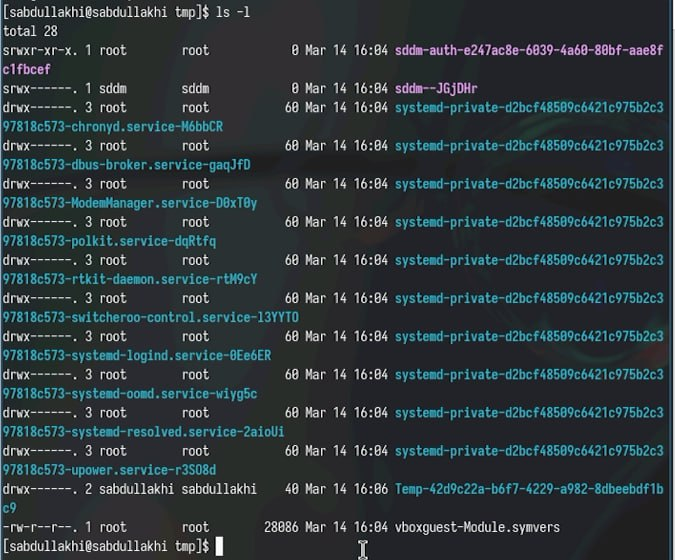 [sabdullakhi@sabdullakhi tmp]$ ls -l
total 28
srwxr-xr-x. 1 root        root            0 Mar 14 16:04 sddm-auth-e247ac8e-6039-4a60-80bf-aae8f
c1fbcef
srwx------. 1 sddm        sddm            0 Mar 14 16:04 sddm--JGjDHr
drwx------. 3 root        root           60 Mar 14 16:04 systemd-private-d2bcf48509c6421c975b2c3
97818c573-chronyd.service-M6bbCR
drwx------. 3 root        root           60 Mar 14 16:04 systemd-private-d2bcf48509c6421c975b2c3
97818c573-dbus-broker.service-gaqJfD
drwx------. 3 root        root           60 Mar 14 16:04 systemd-private-d2bcf48509c6421c975b2c3
97818c573-ModemManager.service-D0xT0y
drwx------. 3 root        root           60 Mar 14 16:04 systemd-private-d2bcf48509c6421c975b2c3
97818c573-polkit.service-dqRtfq
drwx------. 3 root        root           60 Mar 14 16:04 systemd-private-d2bcf48509c6421c975b2c3
97818c573-rtkit-daemon.service-rtM9cY
drwx------. 3 root        root           60 Mar 14 16:04 systemd-private-d2bcf48509c6421c975b2c3
97818c573-switcheroo-control.service-l3YYTO
drwx------. 3 root        root           60 Mar 14 16:04 systemd-private-d2bcf48509c6421c975b2c3
97818c573-systemd-logind.service-0Ee6ER
drwx------. 3 root        root           60 Mar 14 16:04 systemd-private-d2bcf48509c6421c975b2c3
97818c573-systemd-oomd.service-wiyg5c
drwx------. 3 root        root           60 Mar 14 16:04 systemd-private-d2bcf48509c6421c975b2c3
97818c573-systemd-resolved.service-2aioUi
drwx------. 3 root        root           60 Mar 14 16:04 systemd-private-d2bcf48509c6421c975b2c3
97818c573-upower.service-r3SO8d
drwx------. 2 sabdullakhi sabdullakhi    40 Mar 14 16:06 Temp-42d9c22a-b6f7-4229-a982-8dbeebdf1b
c9
-rw-r--r--. 1 root        root        28086 Mar 14 16:04 vboxguest-Module.symvers
[sabdullakhi@sabdullakhi tmp]$